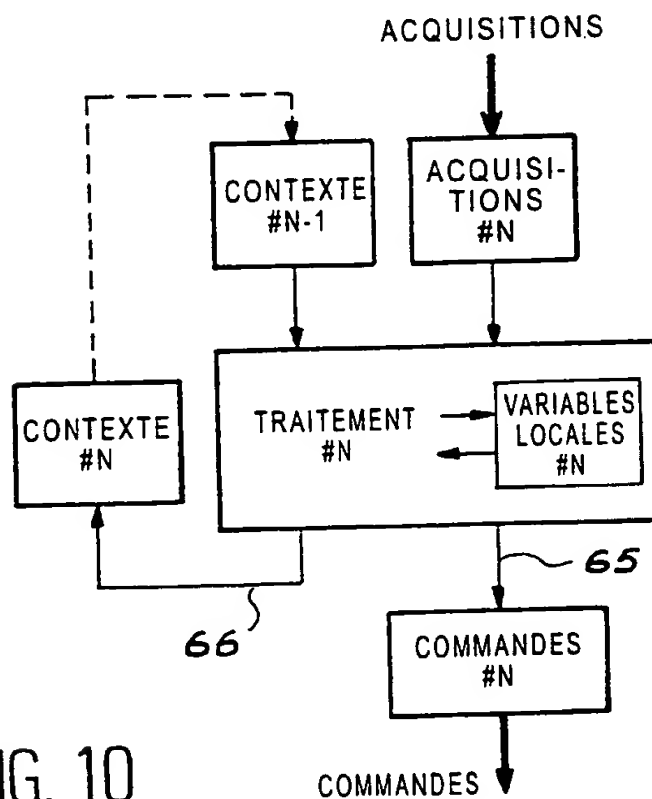 ACQUISITIONS
CONTEXTE
#N-1
ACQUISI-
TIONS
#N
CONTEXTE
#N
TRAITEMENT
#N
VARIABLES
LOCALES
#N
65
66
COMMANDES
#N
IG. 10
COMMANDES